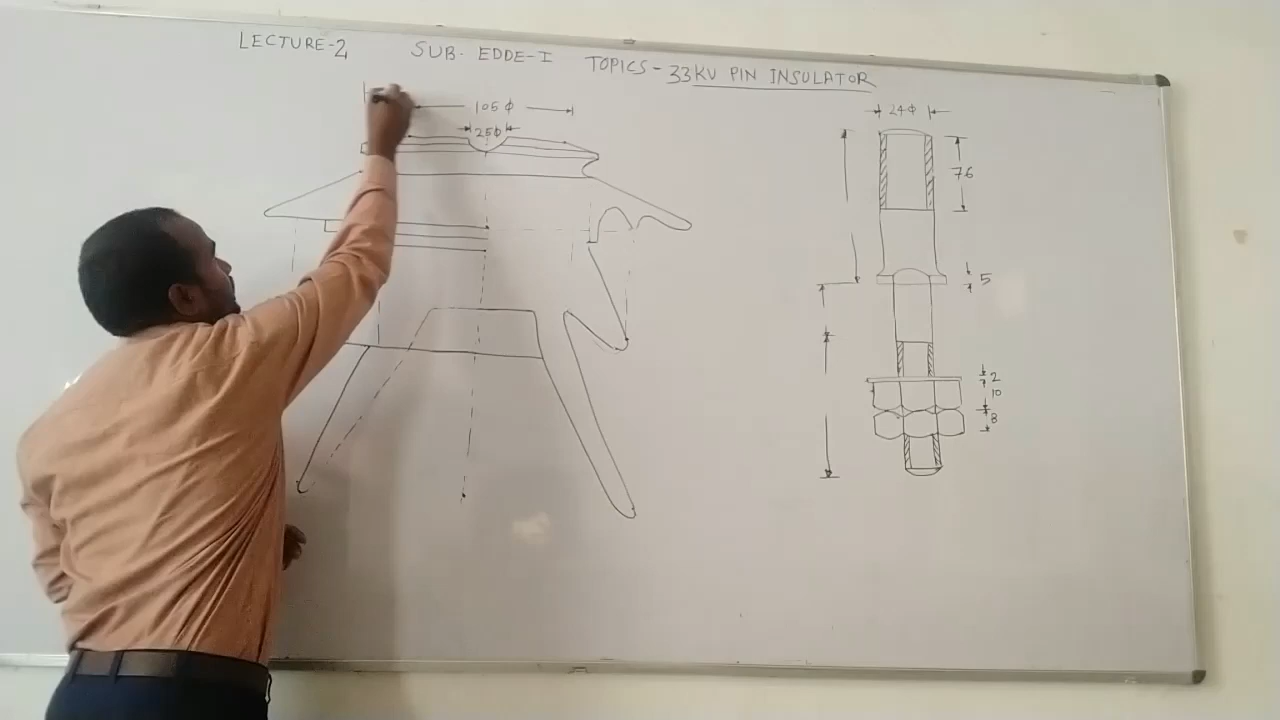 LECTURE-2 SUB- EDDE-I TOPICS- 33KV PIN INSULATOR
105 ϕ
25ϕ
24ϕ
76
5
2
10
8